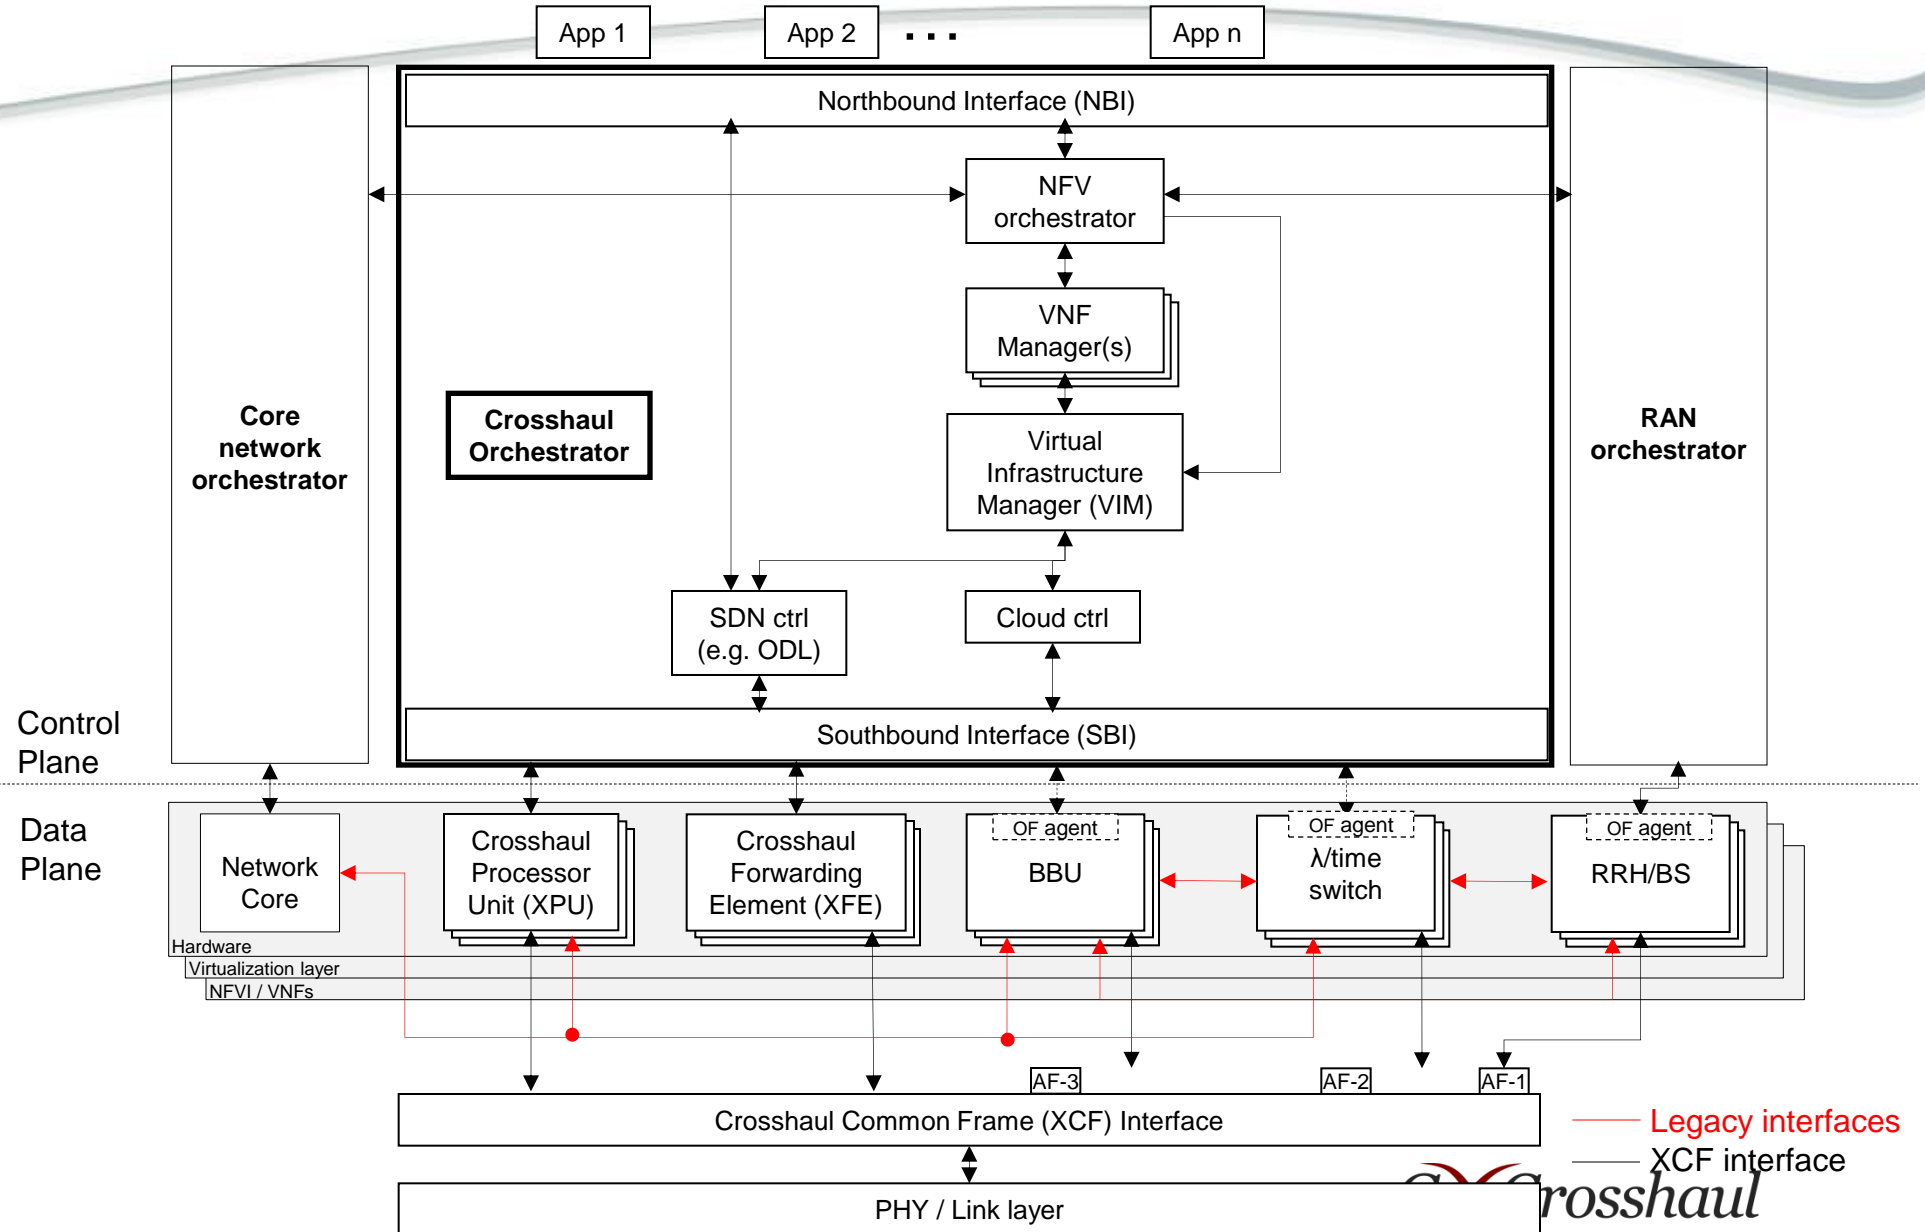 App 1
App 2
...
App n
Northbound Interface (NBI)
NFV
orchestrator
VNF
Manager(s)
Core
network
orchestrator
Crosshaul
Orchestrator
Virtual
Infrastructure
Manager (VIM)
RAN
orchestrator
SDN ctrl
(e.g. ODL)
Cloud ctrl
Control
Plane
Southbound Interface (SBI)
Data
Plane
Network
Core
Crosshaul
Processor
Unit (XPU)
Crosshaul
Forwarding
Element (XFE)
OF agent
BBU
OF agent
λ/time
switch
OF agent
RRH/BS
Hardware
Virtualization layer
NFVI / VNFs
AF-3
AF-2
AF-1
Crosshaul Common Frame (XCF) Interface
Legacy interfaces
XCF interface
PHY / Link layer
Crosshaul